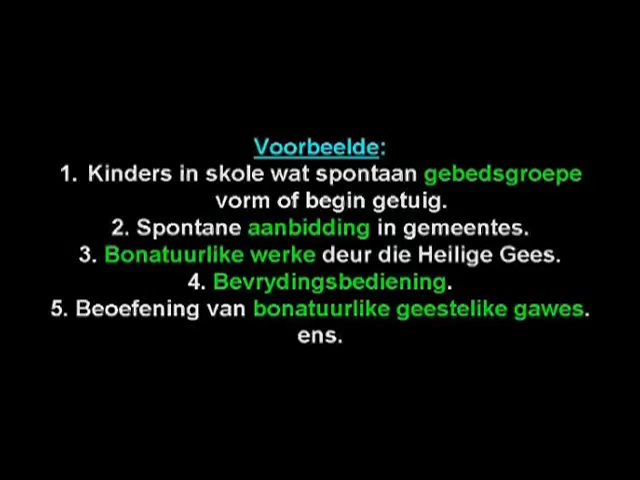 Voorbeelde:
1. Kinders in skole wat spontaan gebedsgroepe
vorm of begin getuig.
2. Spontane aanbidding in gemeentes.
3. Bonatuurlike werke deur die Heilige Gees.
4. Bevrydingsbediening.
5. Beoefening van bonatuurlike geestelike gawes.
ens.